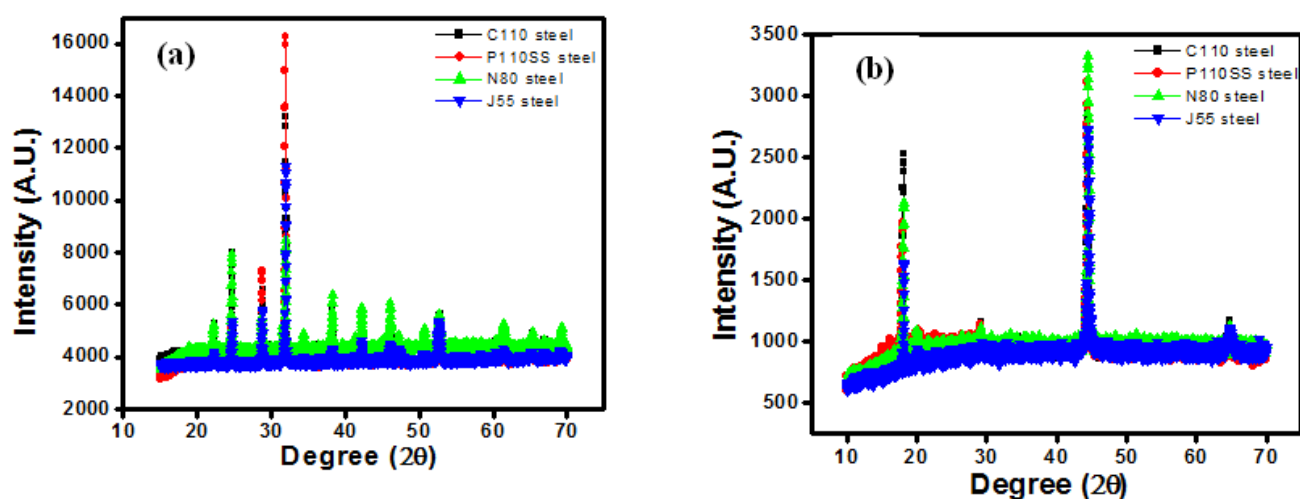 (a)
C110 steel
P110SS steel
N80 steel
J55 steel
16000
14000
12000
10000
8000
6000
4000
2000
Intensity (A.U.)
10 20 30 40 50 60 70
Degree (2θ)
(b)
C110 steel
P110SS steel
N80 steel
J55 steel
3500
3000
2500
2000
1500
1000
500
Intensity (A.U.)
10 20 30 40 50 60 70
Degree (2θ)